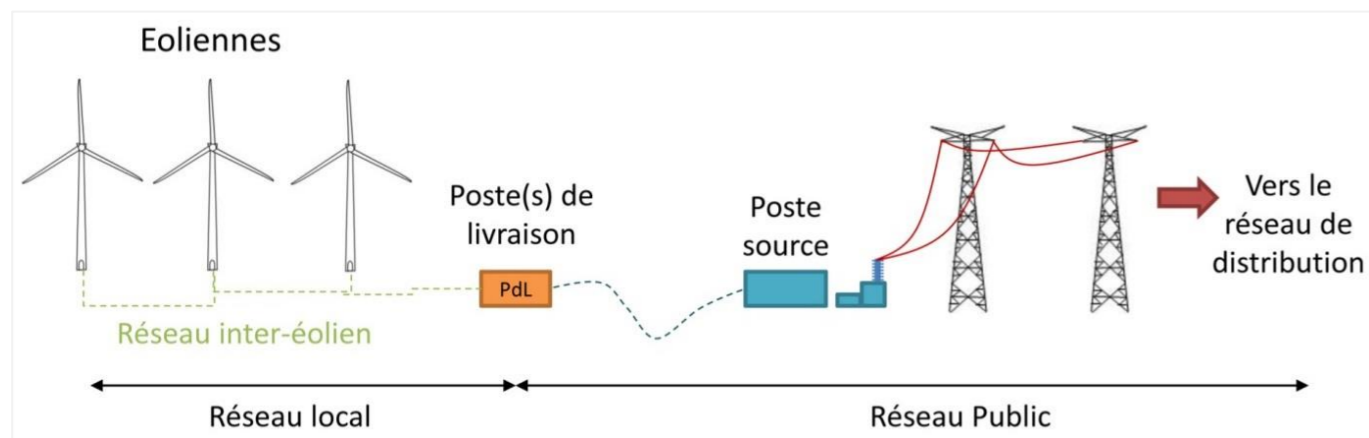 Eoliennes
Poste(s) de
livraison
PdL
Poste
source
Vers le
réseau de
distribution
Réseau inter-éolien
Réseau local
Réseau Public